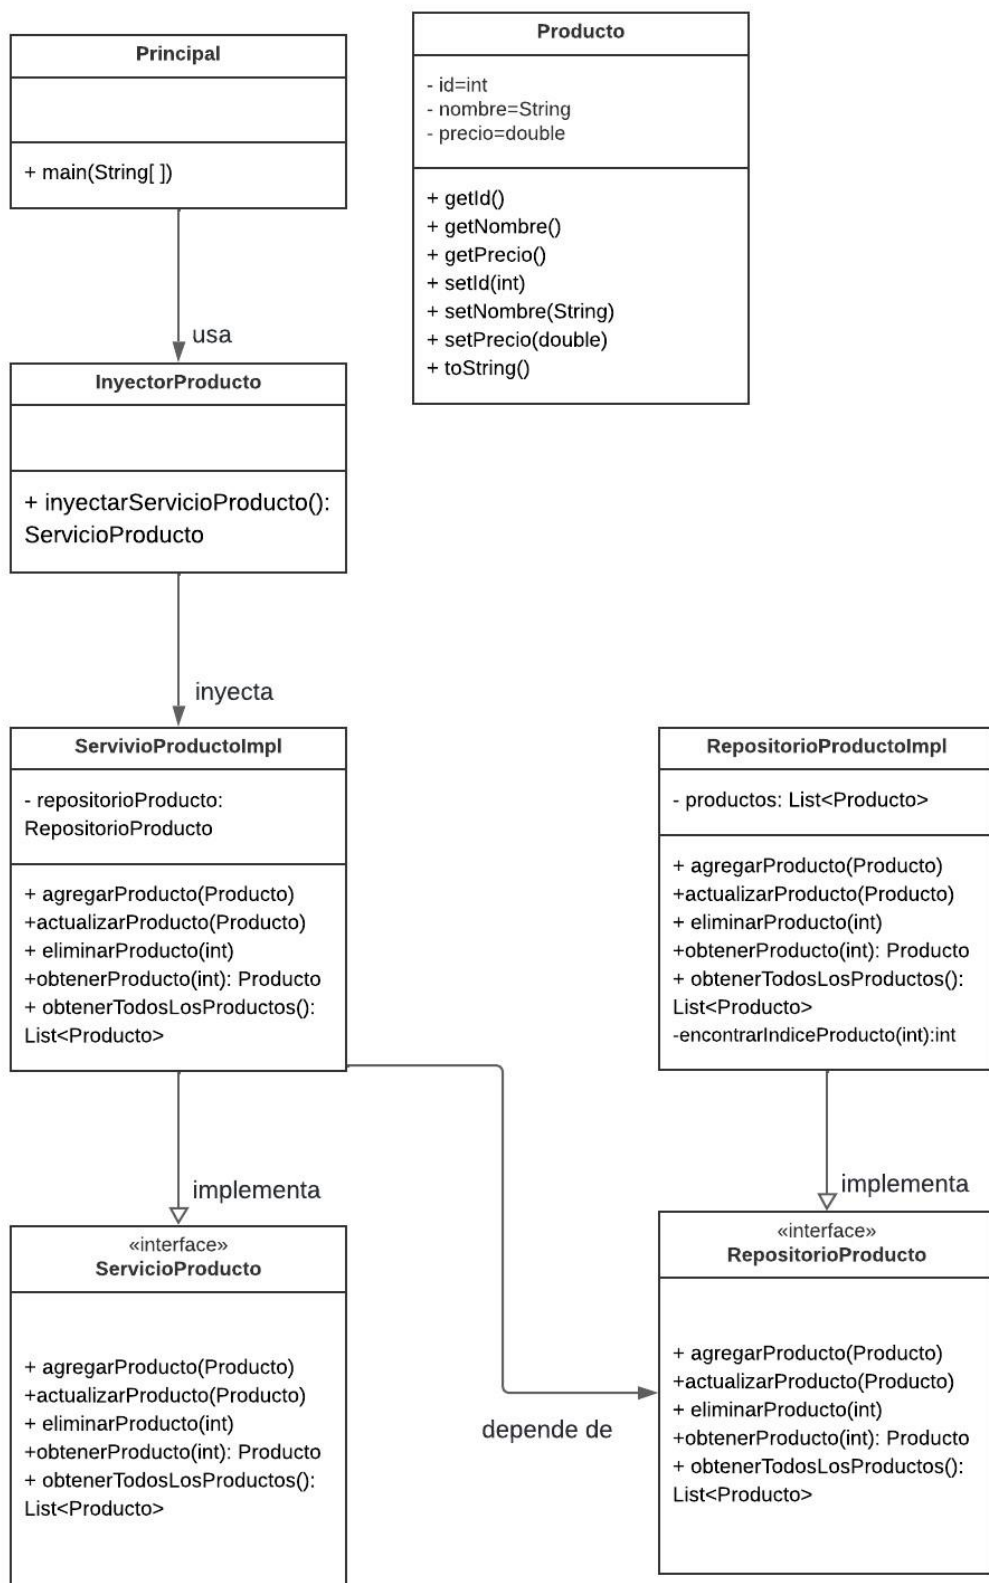 Principal
+ main(String[ ])
usa
Producto
- id=int
- nombre=String
- precio=double
+ getId()
+ getNombre()
+ getPrecio()
+ setId(int)
+ setNombre(String)
+ setPrecio(double)
+ toString()
InyectorProducto
+ inyectarServicioProducto():
ServicioProducto
inyecta
ServivioProductoImpl
- repositorioProducto:
RepositorioProducto
+ agregarProducto(Producto)
+actualizarProducto(Producto)
+ eliminarProducto(int)
+obtenerProducto(int): Producto
+ obtenerTodosLosProductos():
List<Producto>
implementa
RepositorioProductoImpl
- productos: List<Producto>
+ agregarProducto(Producto)
+actualizarProducto(Producto)
+ eliminarProducto(int)
+obtenerProducto(int): Producto
+ obtenerTodosLosProductos():
List<Producto>
-encontrarIndiceProducto(int):int
implementa
«interface»
ServicioProducto
+ agregarProducto(Producto)
+actualizarProducto(Producto)
+ eliminarProducto(int)
+obtenerProducto(int): Producto
+ obtenerTodosLosProductos():
List<Producto>
depende de
«interface»
RepositorioProducto
+ agregarProducto(Producto)
+actualizarProducto(Producto)
+ eliminarProducto(int)
+obtenerProducto(int): Producto
+ obtenerTodosLosProductos():
List<Producto>